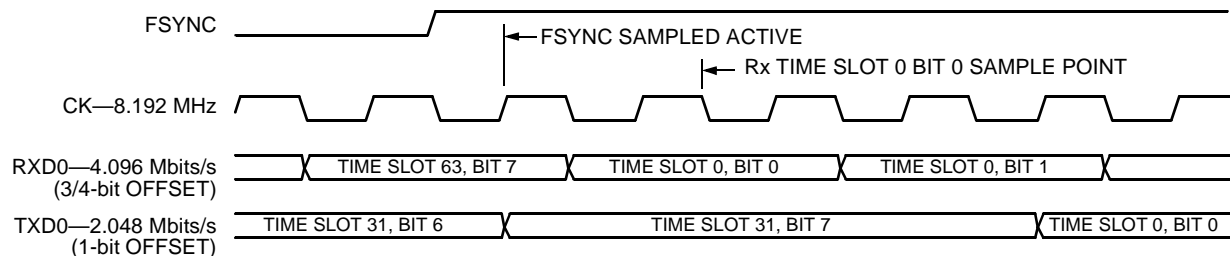 FSYNC
FSYNC SAMPLED ACTIVE
Rx TIME SLOT 0 BIT 0 SAMPLE POINT
CK—8.192 MHz
RXD0—4.096 Mbits/s
(3/4-bit OFFSET)
TIME SLOT 63, BIT 7
TIME SLOT 0, BIT 0
TIME SLOT 0, BIT 1
TXD0—2.048 Mbits/s
(1-bit OFFSET)
TIME SLOT 31, BIT 6
TIME SLOT 31, BIT 7
TIME SLOT 0, BIT 0